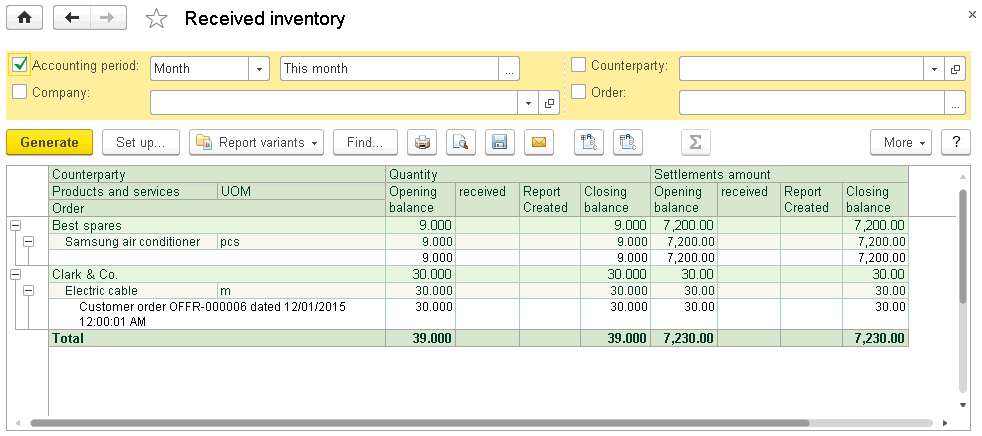 Received inventory
Accounting period: Month This month ... Counterparty:
Company: Order: ...
Generate Set up... Report variants Find... Σ More ?
Counterparty Quantity Settlements amount
Products and services UOM Opening balance received Report Created Closing balance Opening balance received Report Created Closing balance
Order
Best spares 9.000 9.000 7,200.00 7,200.00
Samsung air conditioner pcs 9.000 9.000 7,200.00 7,200.00
9.000 9.000 7,200.00 7,200.00
Clark & Co. 30.000 30.000 30.00 30.00
Electric cable m 30.000 30.000 30.00 30.00
Customer order OFFR-000006 dated 12/01/2015 30.000 30.000 30.00 30.00
12:00:01 AM
Total 39.000 39.000 7,230.00 7,230.00